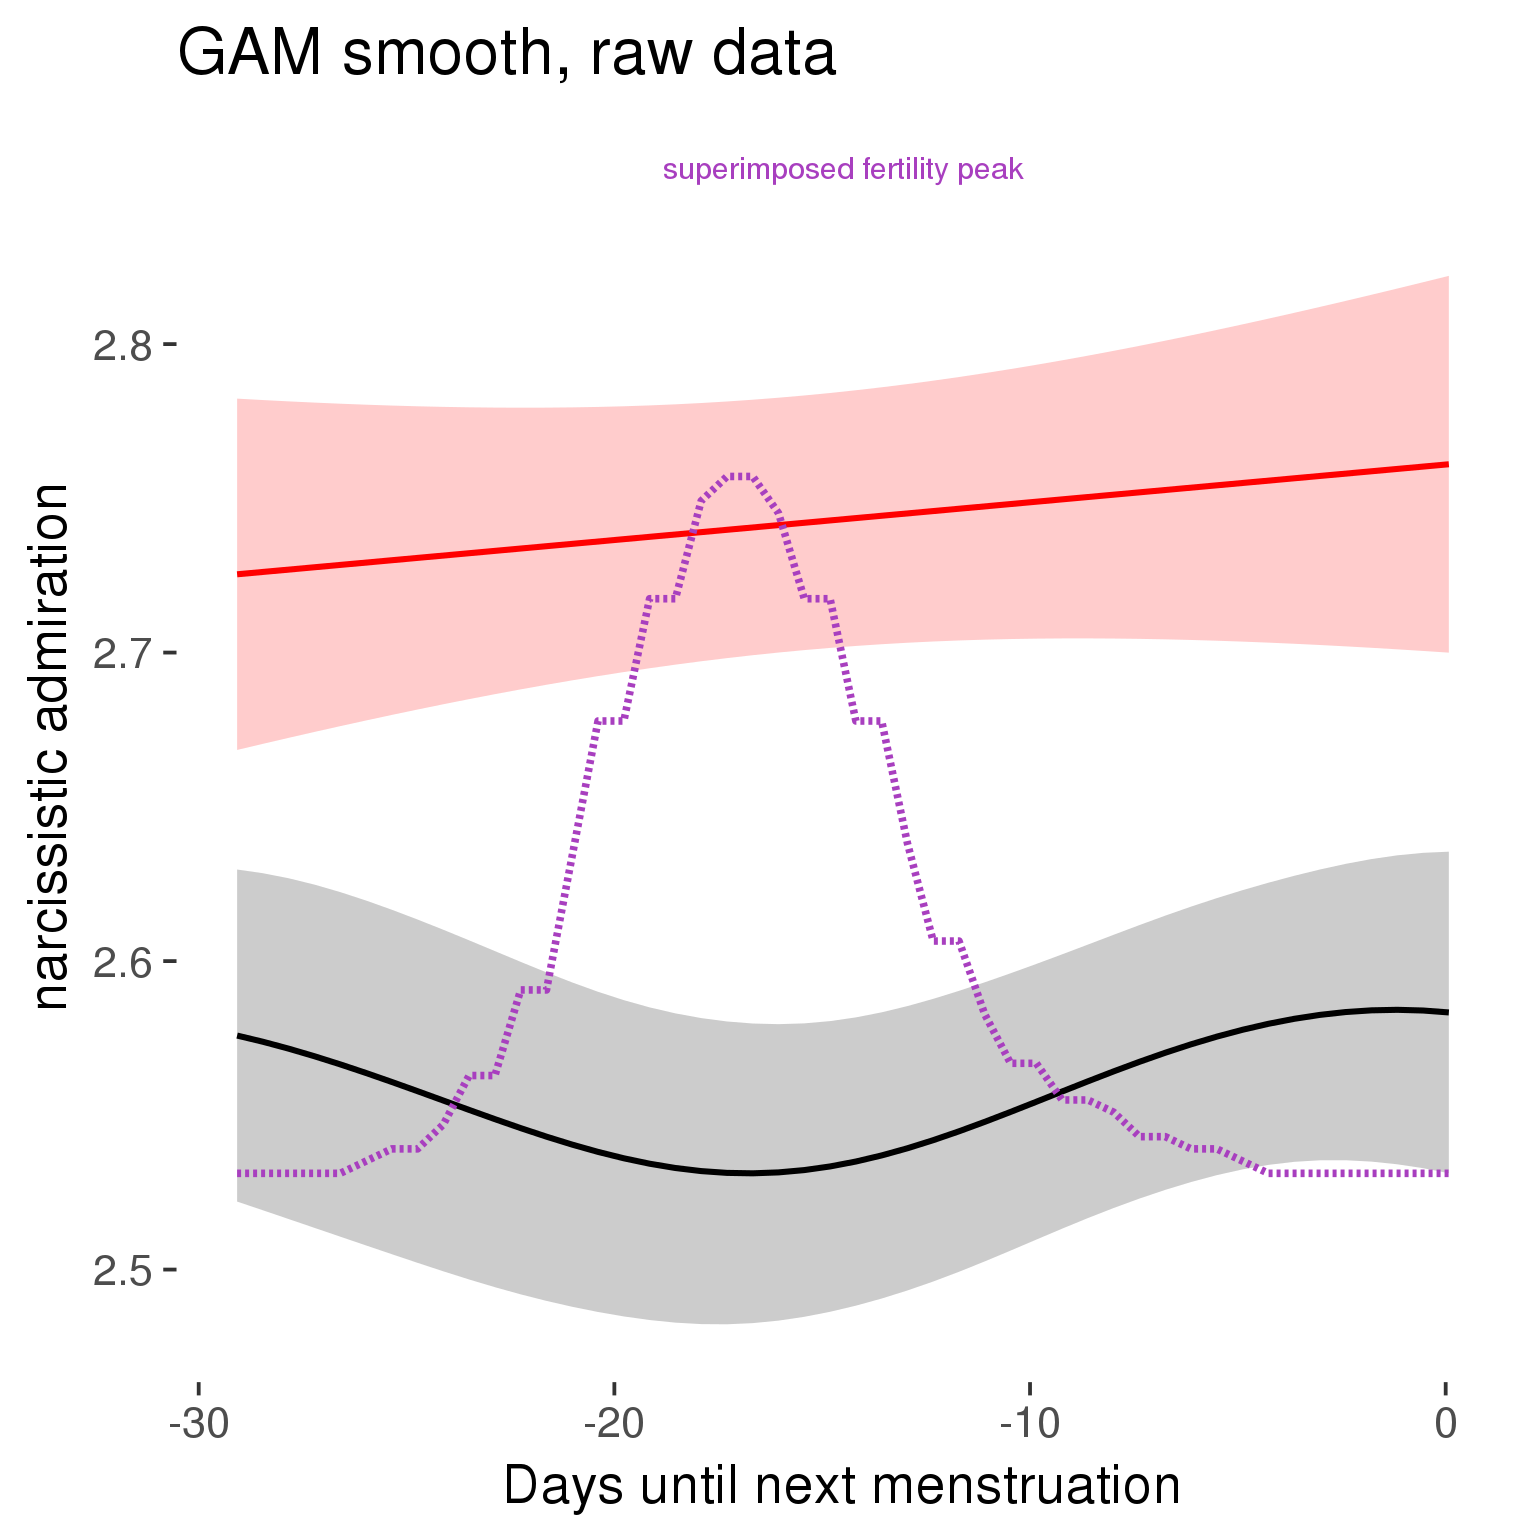 GAM smooth, raw data
superimposed fertility peak
narcissistic admiration
2.8
2.7
2.6
2.5
-30
-20
-10
0
Days until next menstruation